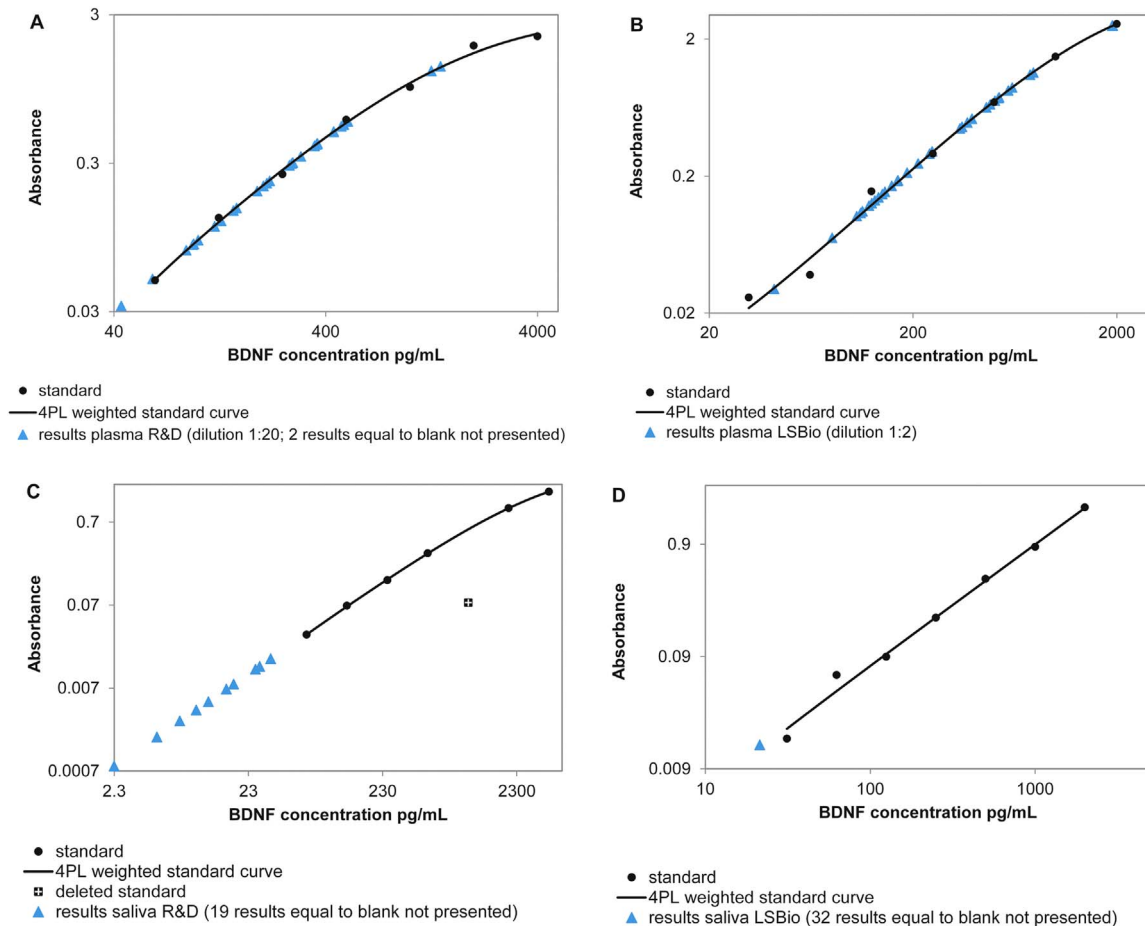 A
3
0.3
0.03
Absorbance
40
400
4000
BDNF concentration pg/mL
standard
4PL weighted standard curve
results plasma R&D (dilution 1:20; 2 results equal to blank not presented)
B
2
0.2
0.02
Absorbance
20
200
2000
BDNF concentration pg/mL
standard
4PL weighted standard curve
results plasma LSBio (dilution 1:2)
C
0.7
0.07
0.007
0.0007
Absorbance
2.3
23
230
2300
BDNF concentration pg/mL
standard
4PL weighted standard curve
deleted standard
results saliva R&D (19 results equal to blank not presented)
D
0.9
0.09
0.009
Absorbance
10
100
1000
BDNF concentration pg/mL
standard
4PL weighted standard curve
results saliva LSBio (32 results equal to blank not presented)